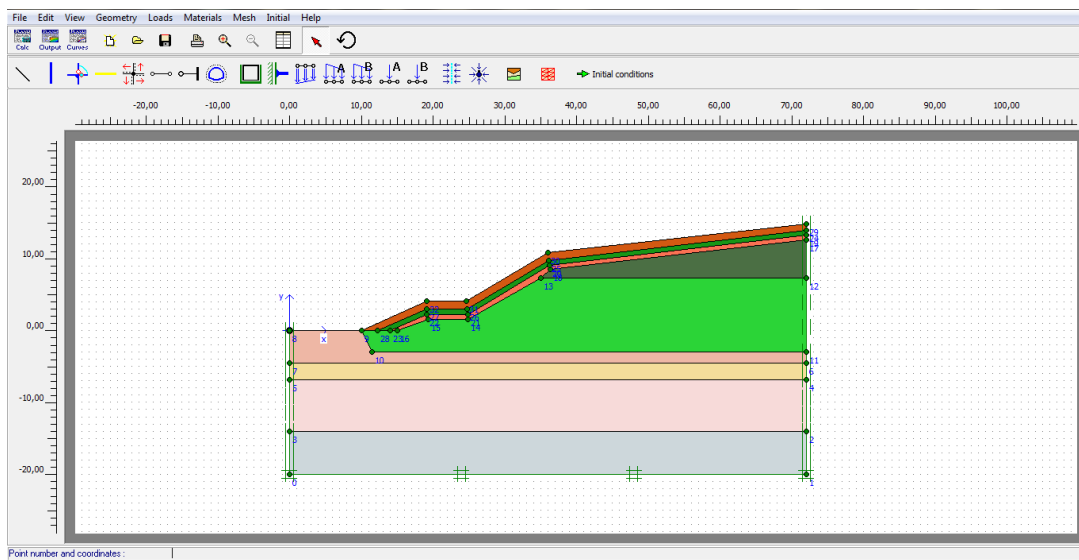 File Edit View Geometry Loads Materials Mesh Initial Help
Calc Output Curves
A B A B Initial conditions
-20,00 -10,00 0,00 10,00 20,00 30,00 40,00 50,00 60,00 70,00 80,00 90,00 100,00
20,00
10,00
17
12
13
y
15 14
0,00
x
8 9 28 23 16
10 11
7 6
5 4
-10,00
3 2
-20,00
0 1
Point number and coordinates :